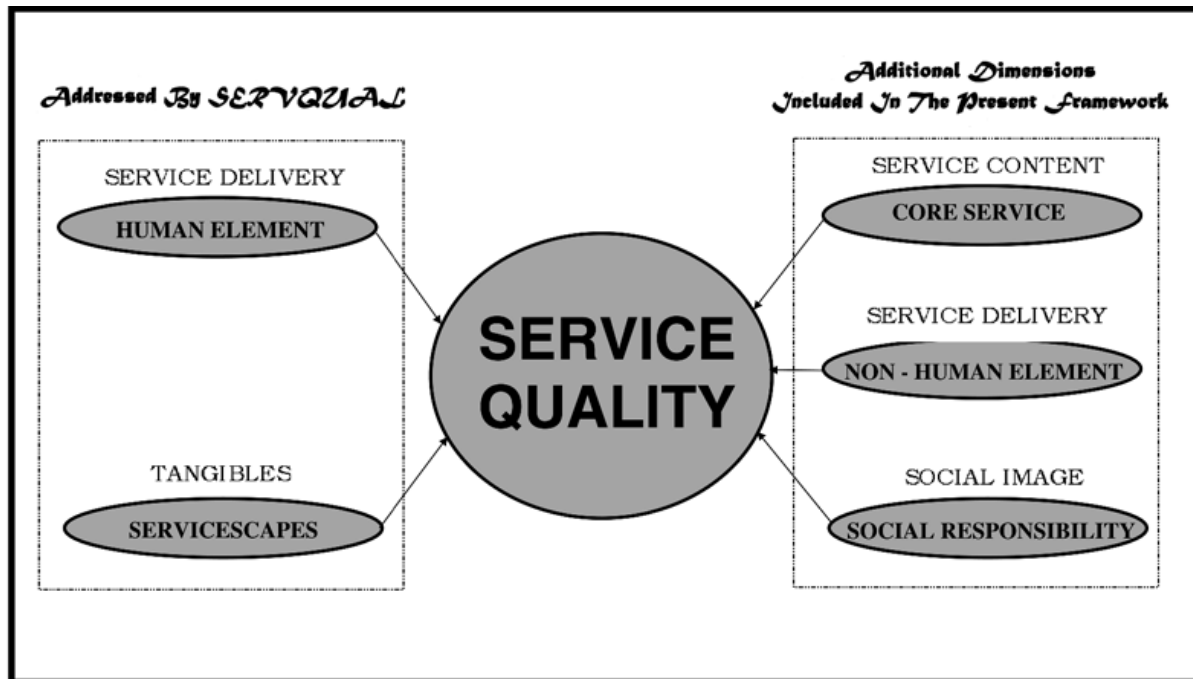 Addressed By SERVQUAL
SERVICE DELIVERY
HUMAN ELEMENT
TANGIBLES
SERVICESCAPES
SERVICE
QUALITY
Additional Dimensions
Included In The Present Framework
SERVICE CONTENT
CORE SERVICE
SERVICE DELIVERY
NON - HUMAN ELEMENT
SOCIAL IMAGE
SOCIAL RESPONSIBILITY